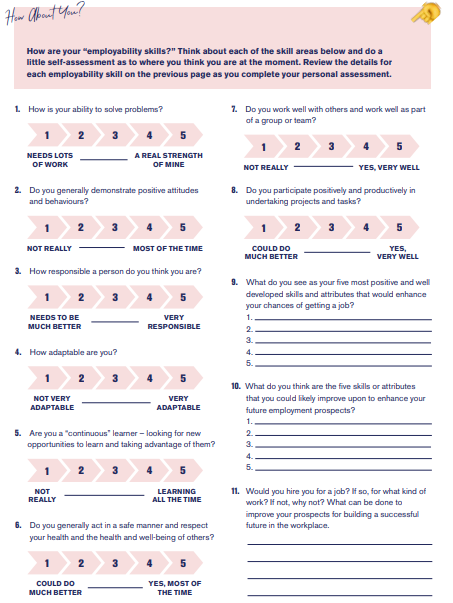 How About You?
How are your “employability skills?” Think about each of the skill areas below and do a
little self-assessment as to where you think you are at the moment. Review the details for
each employability skill on the previous page as you complete your personal assessment.
1. How is your ability to solve problems?
1 2 3 4 5
NEEDS LOTS OF WORK
A REAL STRENGTH OF MINE
2. Do you generally demonstrate positive attitudes
and behaviours?
1 2 3 4 5
NOT REALLY
MOST OF THE TIME
3. How responsible a person do you think you are?
1 2 3 4 5
NEEDS TO BE MUCH BETTER
VERY RESPONSIBLE
4. How adaptable are you?
1 2 3 4 5
NOT VERY ADAPTABLE
VERY ADAPTABLE
5. Are you a “continuous” learner – looking for new
opportunities to learn and taking advantage of them?
1 2 3 4 5
NOT REALLY
LEARNING ALL THE TIME
6. Do you generally act in a safe manner and respect
your health and the health and well-being of others?
1 2 3 4 5
COULD DO MUCH BETTER
YES, MOST OF THE TIME
7. Do you work well with others and work well as part
of a group or team?
1 2 3 4 5
NOT REALLY
YES, VERY WELL
8. Do you participate positively and productively in
undertaking projects and tasks?
1 2 3 4 5
COULD DO MUCH BETTER
YES, VERY WELL
9. What do you see as your five most positive and well
developed skills and attributes that would enhance
your chances of getting a job?
1.
2.
3.
4.
5.
10. What do you think are the five skills or attributes
that you could likely improve upon to enhance your
future employment prospects?
1.
2.
3.
4.
5.
11. Would you hire you for a job? If so, for what kind of
work? If not, why not? What can be done to
improve your prospects for building a successful
future in the workplace.